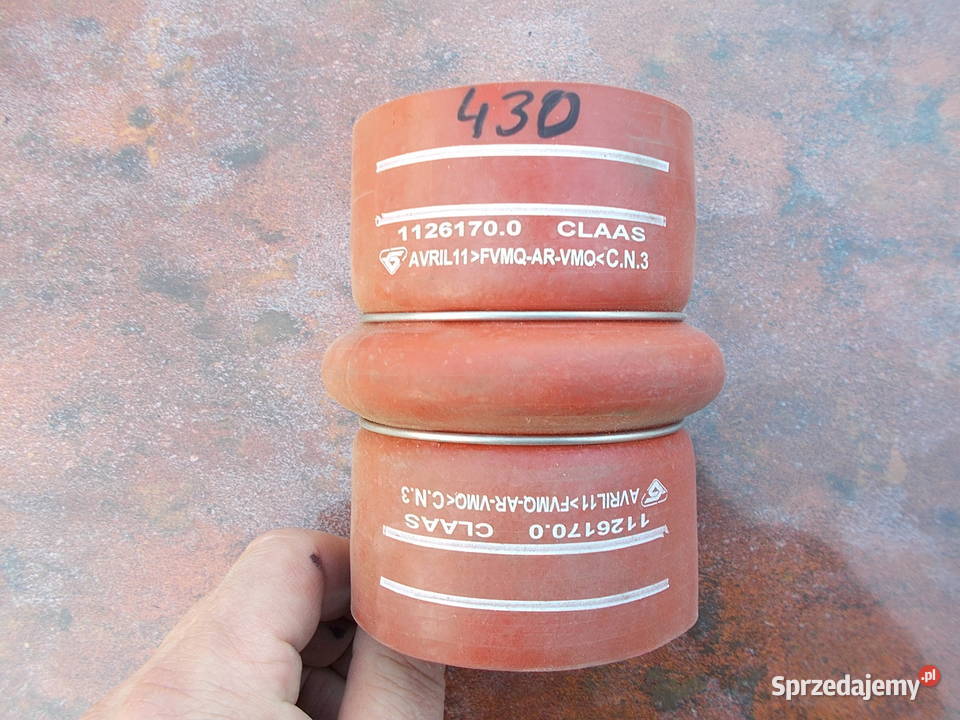 430
1126170.0 CLAAS
AVRIL11>FVMQ-AR-VMQ<C.N.3
AVRIL11>FVMQ-AR-VMQ<C.N.3
1126170.0 CLAAS
Sprzedajemy.pl